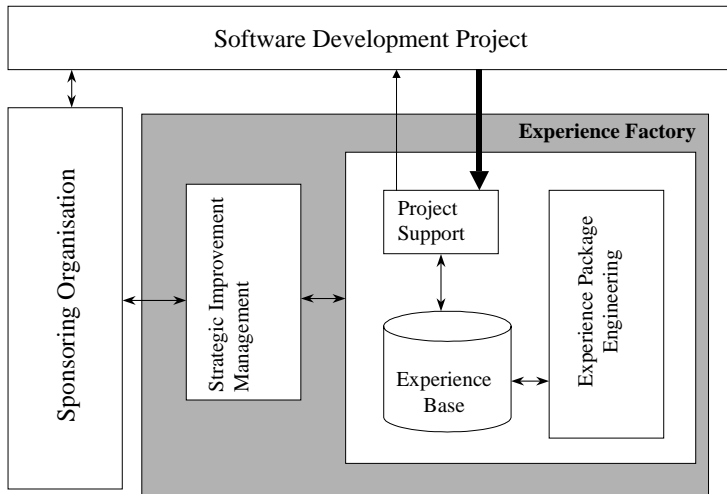 Software Development Project
Experience Factory
Sponsoring Organisation
Strategic Improvement
Management
Project
Support
Experience
Base
Experience Package
Engineering